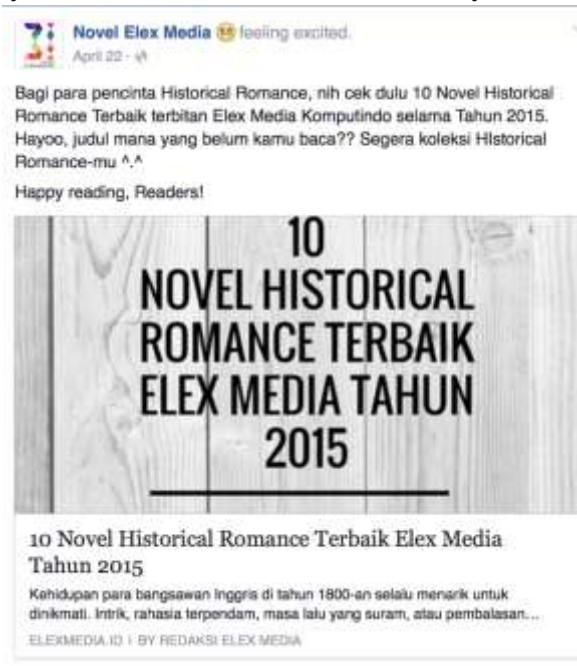 Novel Elex Media feeling excited.
April 22
Bagi para pencinta Historical Romance, nih cek dulu 10 Novel Historical
Romance Terbaik terbitan Elex Media Komputindo selama Tahun 2015.
Hayoo, judul mana yang belum kamu baca?? Segera koleksi HIstorical
Romance-mu ^.^
Happy reading, Readers!
10
NOVEL HISTORICAL
ROMANCE TERBAIK
ELEX MEDIA TAHUN
2015
10 Novel Historical Romance Terbaik Elex Media
Tahun 2015
Kehidupan para bangsawan Inggris di tahun 1800-an selalu menarik untuk
dinikmati. Intrik, rahasia terpendam, masa lalu yang suram, atau pembalasan...
ELEXMEDIA.ID | BY REDAKSI ELEX MEDIA